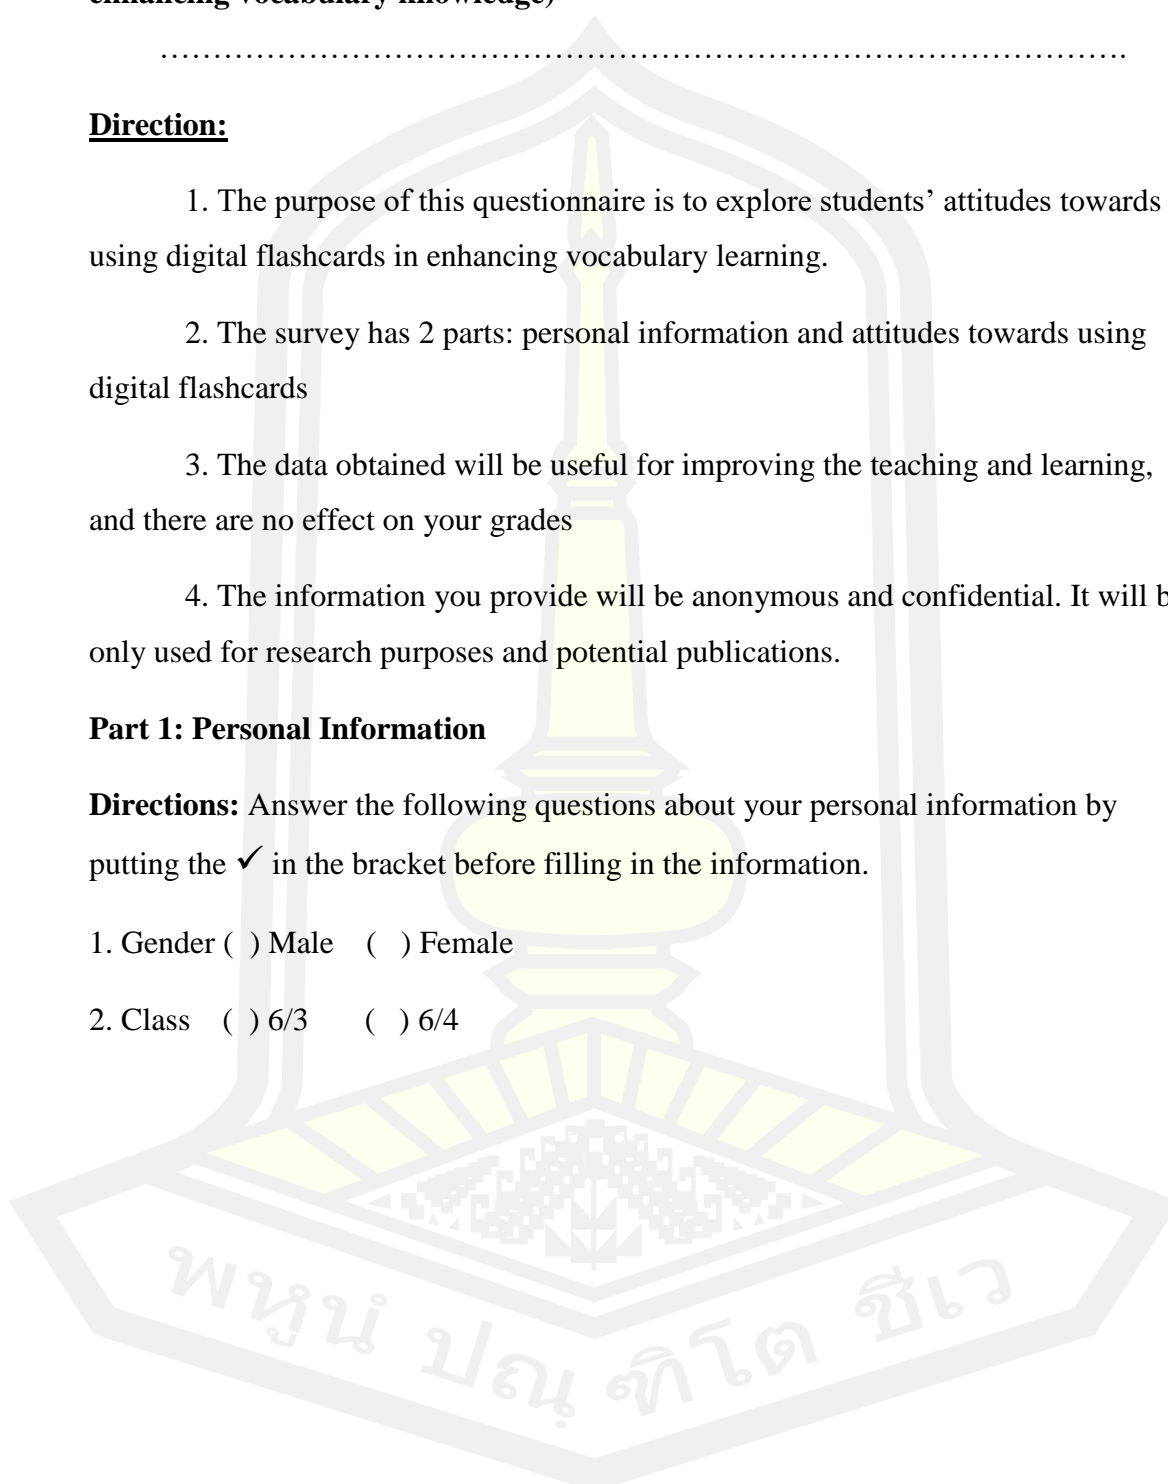 enhancing vocabulary knowledge)
………………………………………………………………………………….
Direction:
1. The purpose of this questionnaire is to explore students’ attitudes towards
using digital flashcards in enhancing vocabulary learning.
2. The survey has 2 parts: personal information and attitudes towards using
digital flashcards
3. The data obtained will be useful for improving the teaching and learning,
and there are no effect on your grades
4. The information you provide will be anonymous and confidential. It will b
only used for research purposes and potential publications.
Part 1: Personal Information
Directions: Answer the following questions about your personal information by
putting the ✓ in the bracket before filling in the information.
1. Gender ( ) Male ( ) Female
2. Class ( ) 6/3 ( ) 6/4
พหูนํ ปณฺฑิโต ชีเว